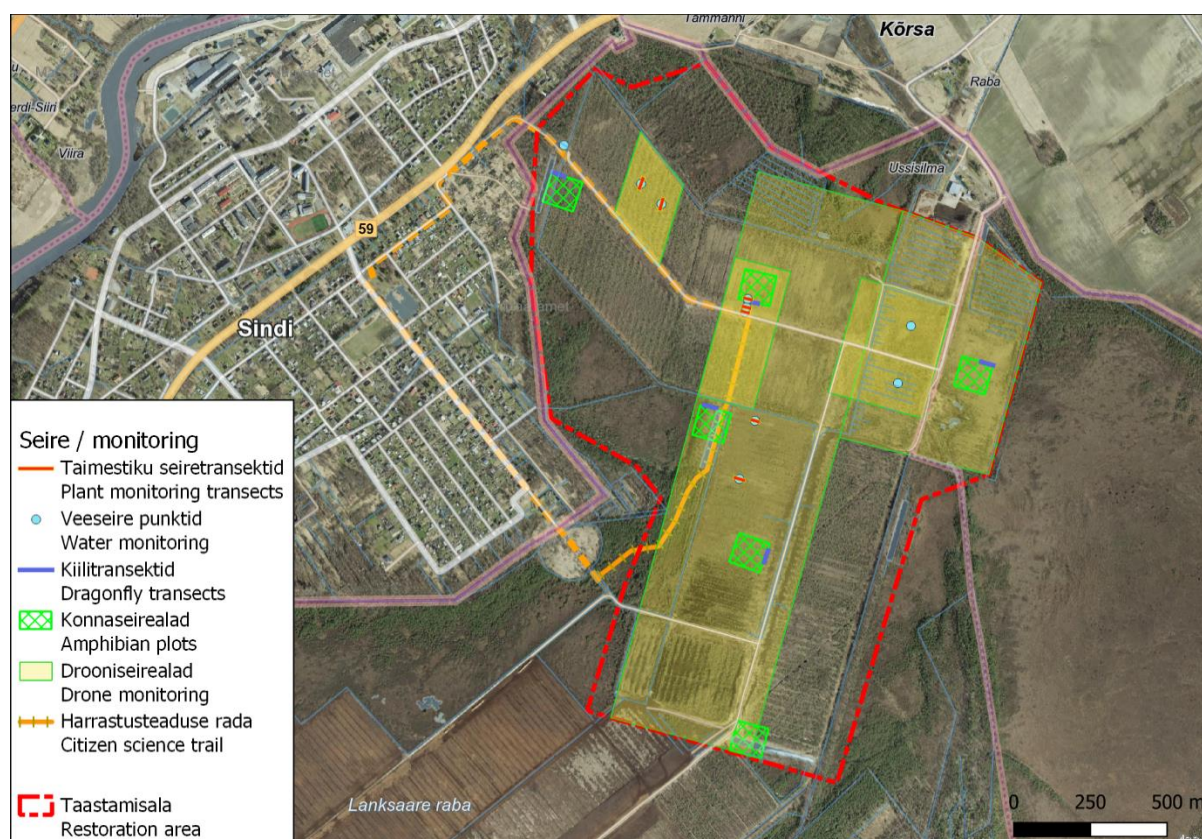 Tammanni
Kõrsa
Raba
erdi-Siiri
Viira
Ussisilma
59
Sindi
Seire / monitoring
Taimestiku seiretransektid
Plant monitoring transects
Veeseire punktid
Water monitoring
Kiilitransektid
Dragonfly transects
Konnaseirealad
Amphibian plots
Drooniseirealad
Drone monitoring
Harrastusteaduse rada
Citizen science trail
Taastamisala
Restoration area
Lanksaare raba
0 250 500 m